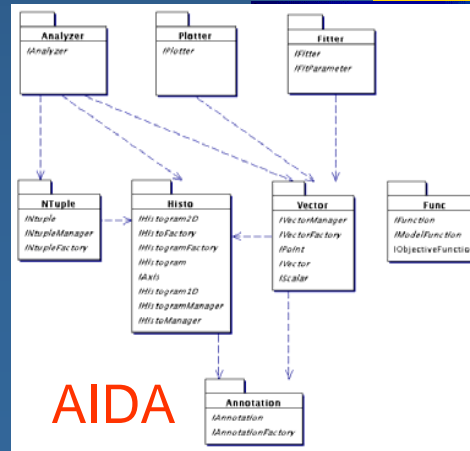 Analyzer
IAnalyzer
Plotter
IPlotter
Fitter
IFitter
IFitParameter
NTuple
INtuple
INtupleManager
INtupleFactory
Histo
IHistogram2D
IHistoFactory
IHistogramFactory
IHistogram
IAxis
IHistogram1D
IHistogramManager
IHistoManager
Vector
IVectorManager
IVectorFactory
IPoint
IVector
IScalar
Func
IFunction
IModelFunction
IObjectiveFunction
AIDA
Annotation
IAnnotation
IAnnotationFactory